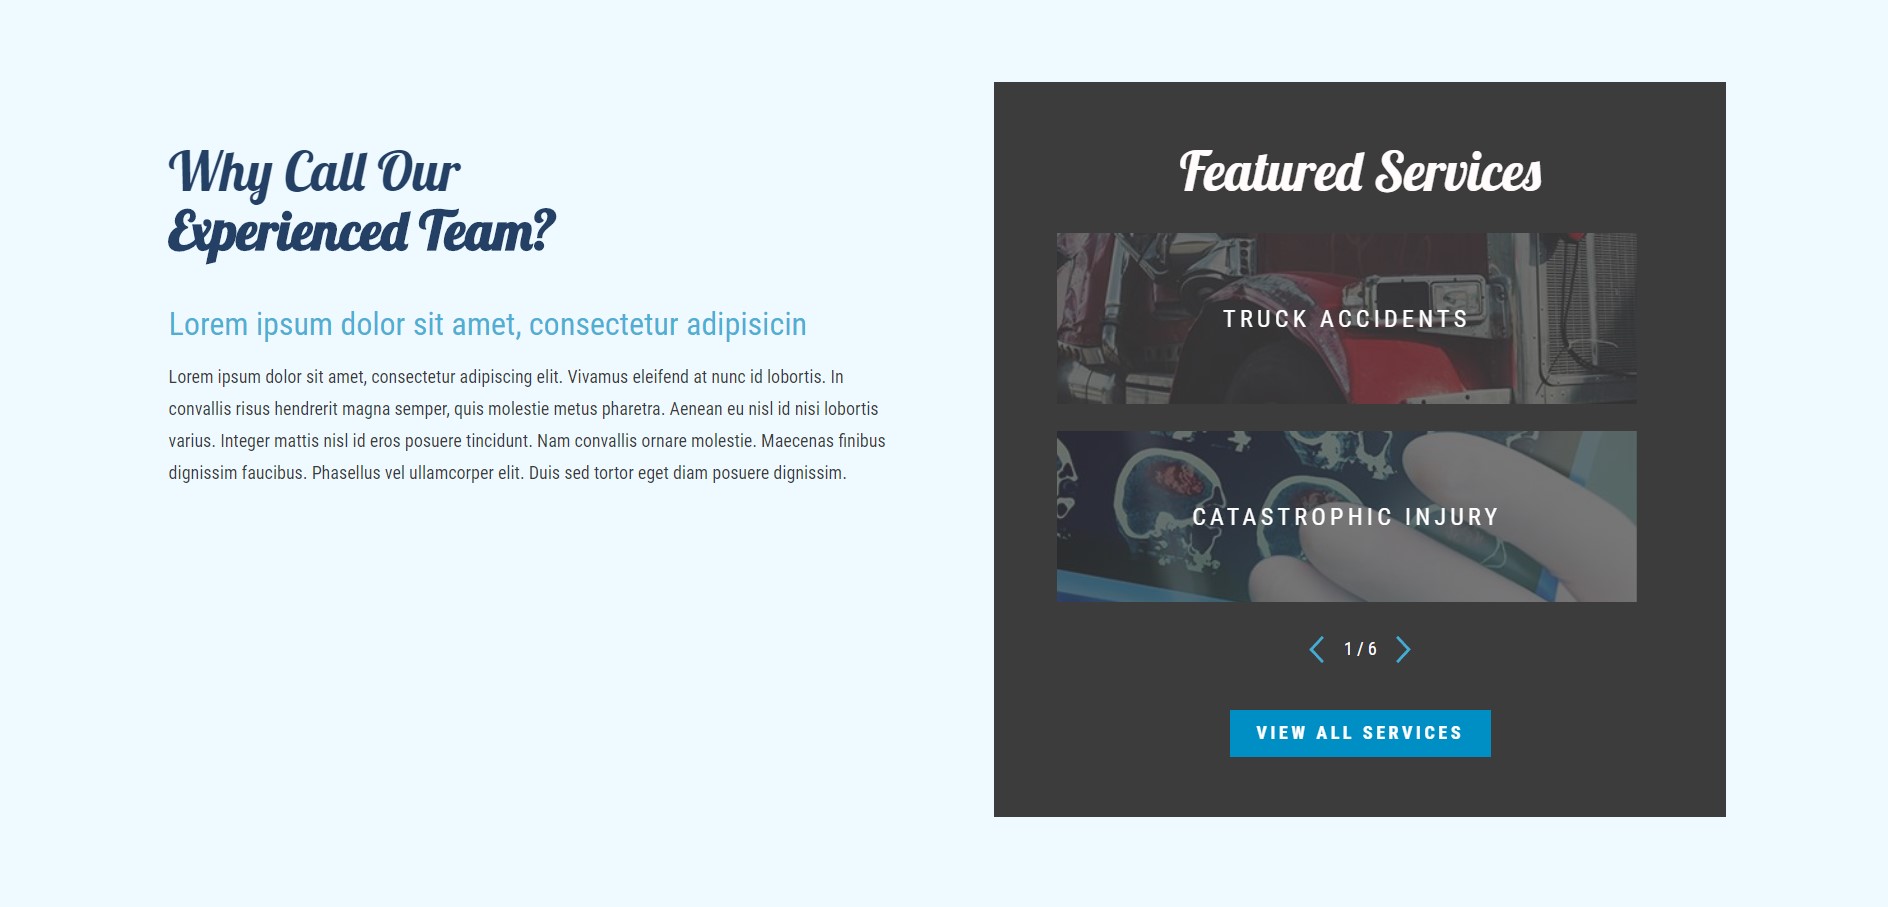 Why Call Our
Experienced Team?
Lorem ipsum dolor sit amet, consectetur adipisicin
Lorem ipsum dolor sit amet, consectetur adipiscing elit. Vivamus eleifend at nunc id lobortis. In
convallis risus hendrerit magna semper, quis molestie metus pharetra. Aenean eu nisl id nisi lobortis
varius. Integer mattis nisl id eros posuere tincidunt. Nam convallis ornare molestie. Maecenas finibus
dignissim faucibus. Phasellus vel ullamcorper elit. Duis sed tortor eget diam posuere dignissim.
Featured Services
TRUCK ACCIDENTS
CATASTROPHIC INJURY
1 / 6
VIEW ALL SERVICES